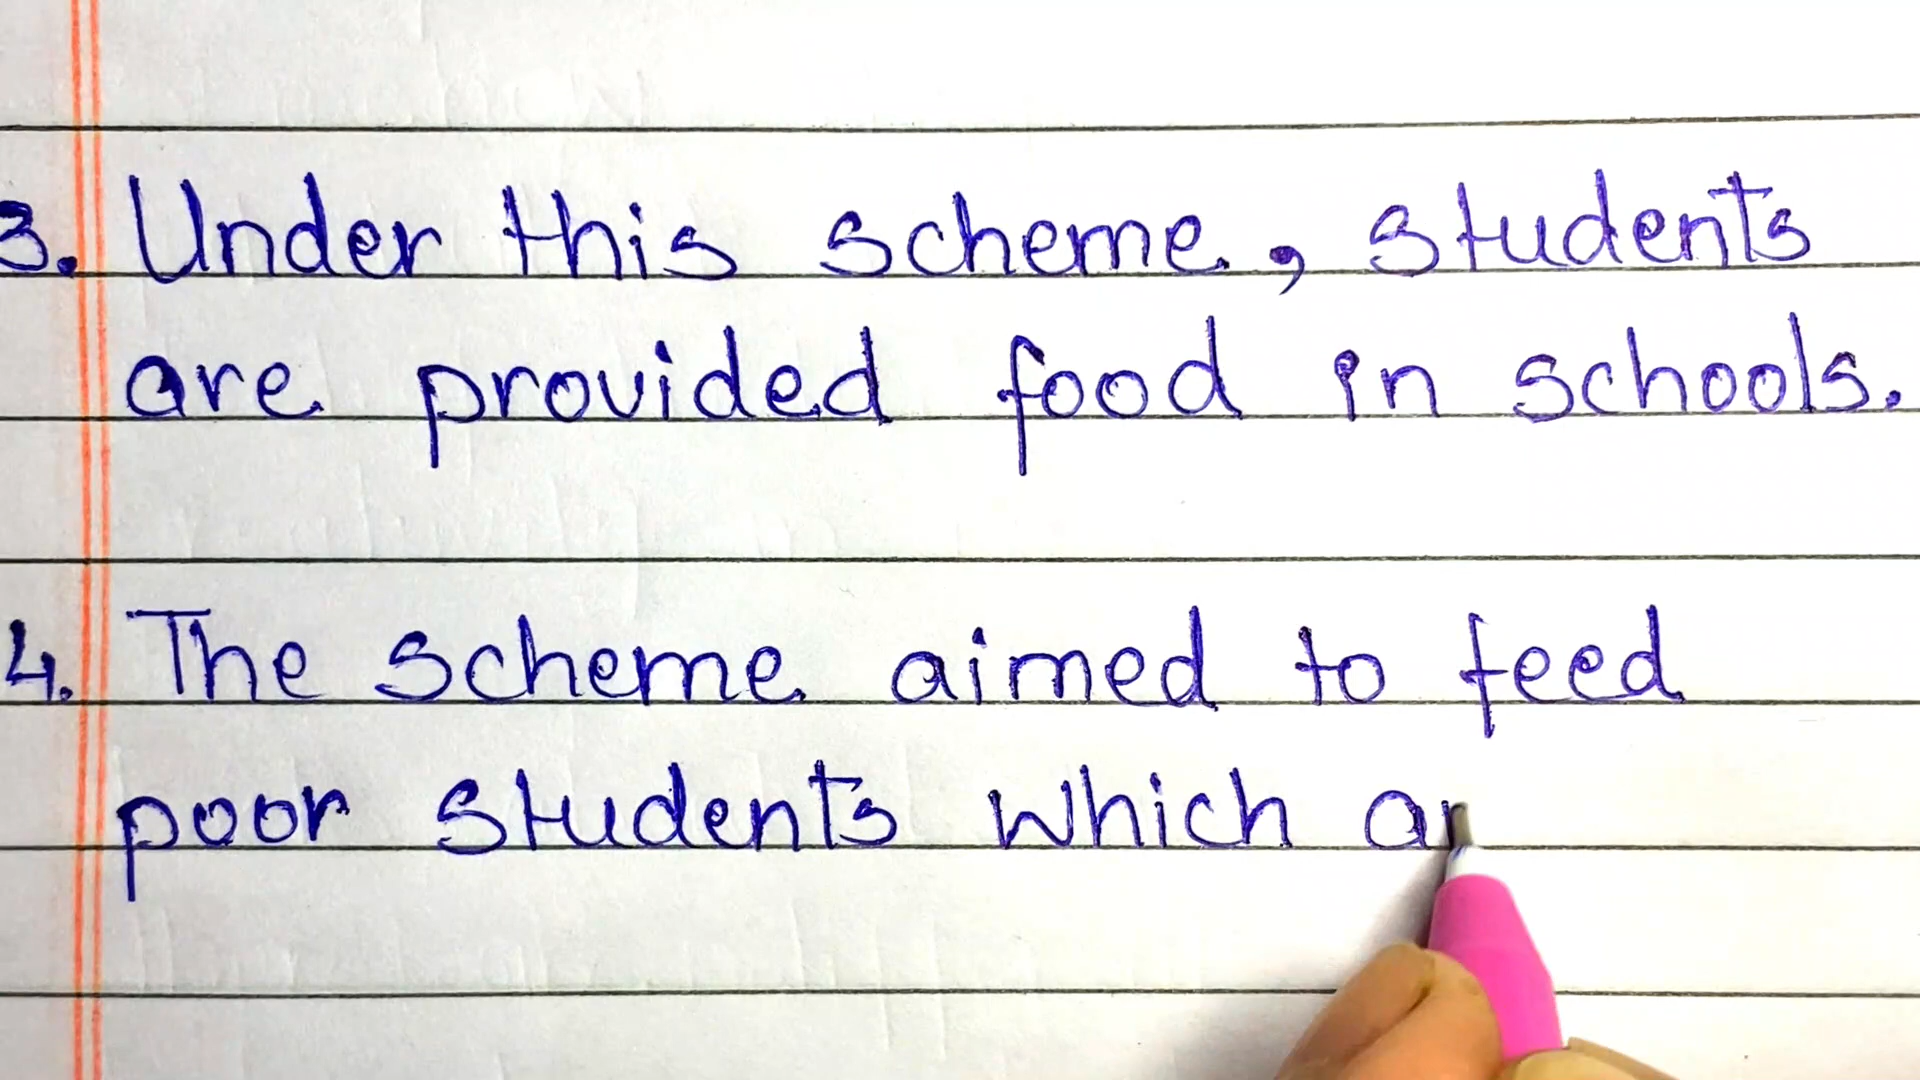 3. Under this scheme, students
are provided food in schools.
4. The scheme aimed to feed
poor students which